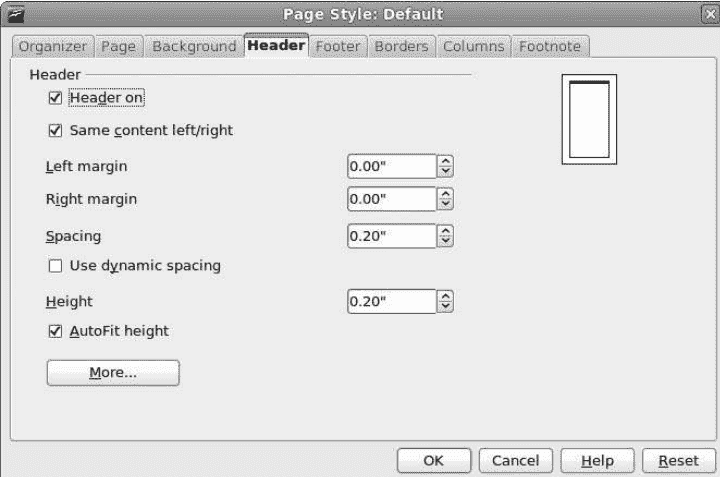 Page Style: Default
Organizer Page Background Header Footer Borders Columns Footnote
Header
Header on
Same content left/right
Left margin 0.00"
Right margin 0.00"
Spacing 0.20"
Use dynamic spacing
Height 0.20"
AutoFit height
More...
OK Cancel Help Reset